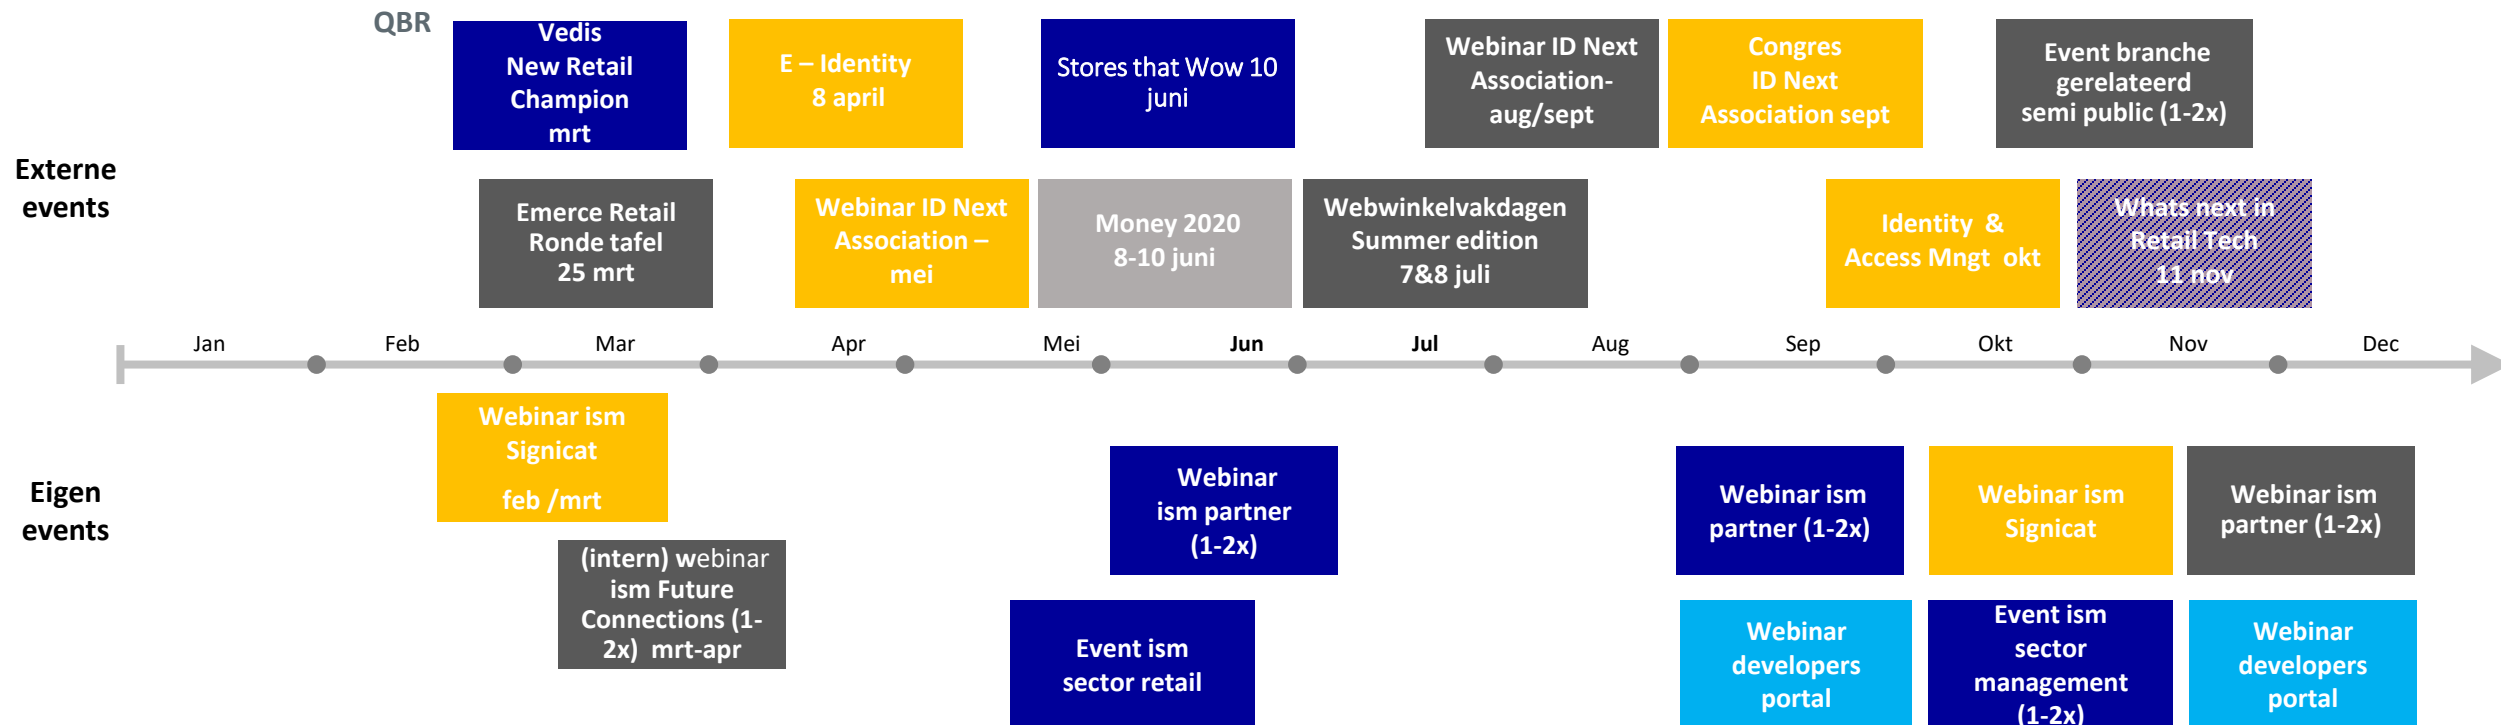 QBR
Vedis
New Retail
Champion
mrt
E – Identity
8 april
Stores that Wow 10
juni
Webinar ID Next
Association-
aug/sept
Congres
ID Next
Association sept
Event branche
gerelateerd
semi public (1-2x)
Externe
events
Emerce Retail
Ronde tafel
25 mrt
Webinar ID Next
Association –
mei
Money 2020
8-10 juni
Webwinkelvakdagen
Summer edition
7&8 juli
Identity &
Access Mngt okt
Whats next in
Retail Tech
11 nov
Jan Feb Mar Apr Mei Jun Jul Aug Sep Okt Nov Dec
Eigen
events
Webinar ism
Signicat
feb /mrt
(intern) webinar
ism Future
Connections (1-
2x) mrt-apr
Webinar
ism partner
(1-2x)
Event ism
sector retail
Webinar ism
partner (1-2x)
Webinar ism
Signicat
Webinar ism
partner (1-2x)
Webinar
developers
portal
Event ism
sector
management
(1-2x)
Webinar
developers
portal